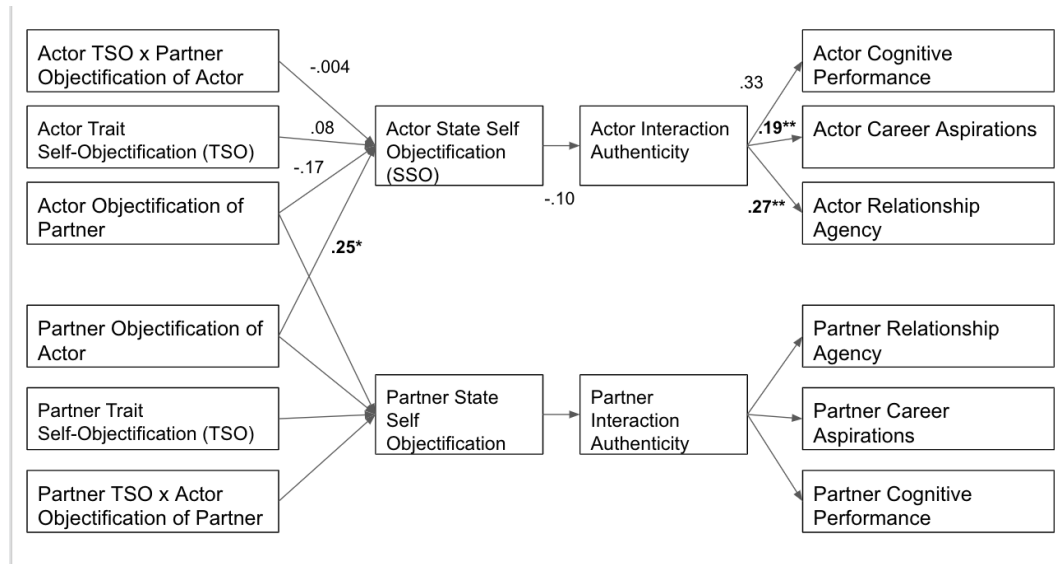 Actor TSO x Partner
Objectification of Actor
-.004
Actor Trait
Self-Objectification (TSO)
.08
Actor Objectification of
Partner
-.17
.25*
Actor State Self
Objectification
(SSO)
-.10
Actor Interaction
Authenticity
.33
.19**
.27**
Actor Cognitive
Performance
Actor Career Aspirations
Actor Relationship
Agency
Partner Objectification of
Actor
Partner Trait
Self-Objectification (TSO)
Partner TSO x Actor
Objectification of Partner
Partner State
Self
Objectification
Partner
Interaction
Authenticity
Partner Relationship
Agency
Partner Career
Aspirations
Partner Cognitive
Performance